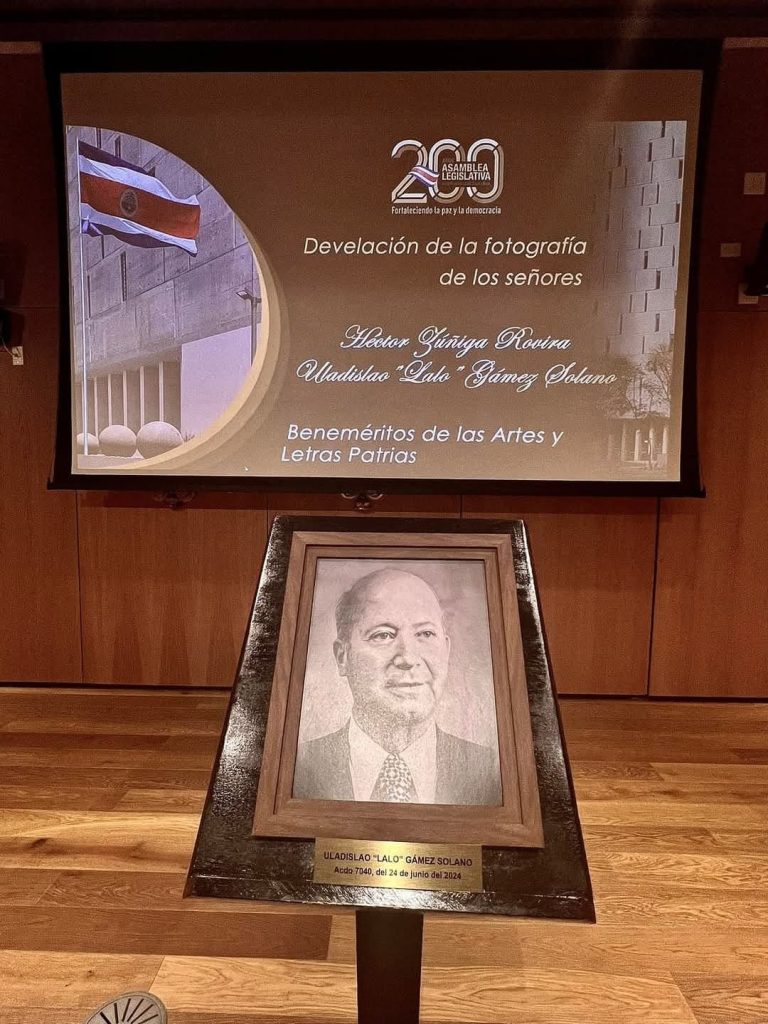 200
ASAMBLEA
LEGISLATIVA
Fortaleciendo la paz y la democracia
Develación de la fotografía
de los señores
Héctor Zúñiga Rovira
Uladislao "Lalo" Gámez Solano
Beneméritos de las Artes y
Letras Patrias
ULADISLAO "LALO" GÁMEZ SOLANO
Acdo 7040, del 24 de junio del 2024